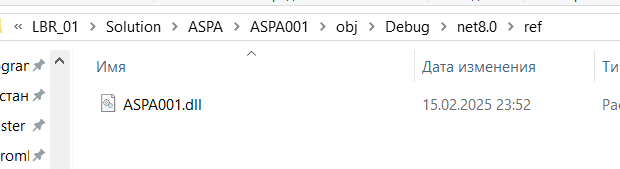 « LBR_01 > Solution > ASPA > ASPA001 > obj > Debug > net8.0 > ref
Имя Дата изменения
ASPA001.dll 15.02.2025 23:52